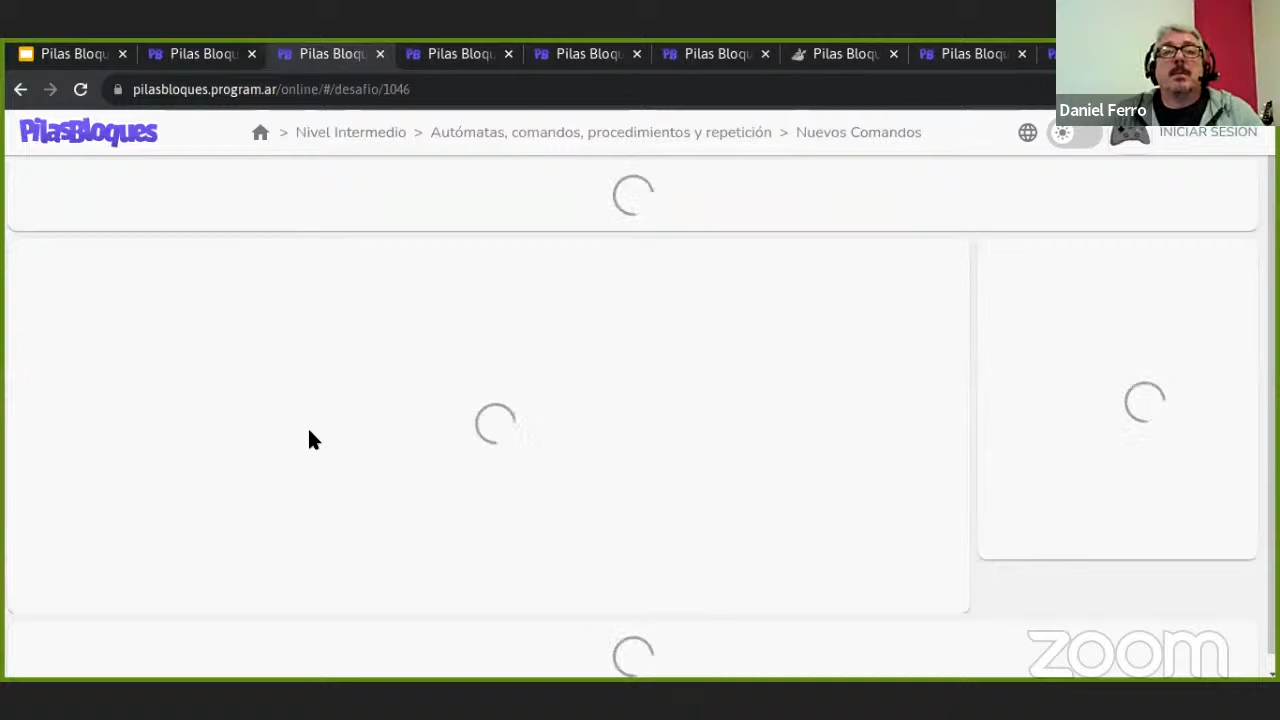 Pilas Bloqu
Pilas Bloqu
Pilas Bloqu
Pilas Bloqu
Pilas Bloqu
Pilas Bloqu
Pilas Bloqu
Pilas Bloqu
pilasbloques.program.ar/online/#/desafio/1046
Daniel Ferro
PilasBloques
> Nivel Intermedio > Autómatas, comandos, procedimientos y repetición > Nuevos Comandos
INICIAR SESIÓN
zoom